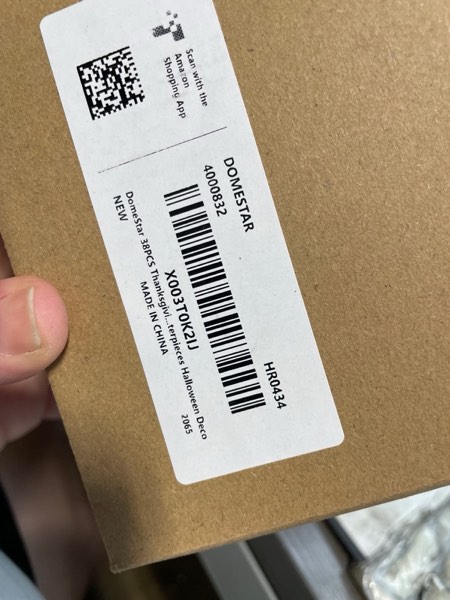 Scan with the
Amazon
Shopping App
DOMESTAR
4000832
HR0434
X003T0K2IJ
DomeStar 38PCS Thanksgivi...terpieces Halloween Deco
NEW
2065
MADE IN CHINA